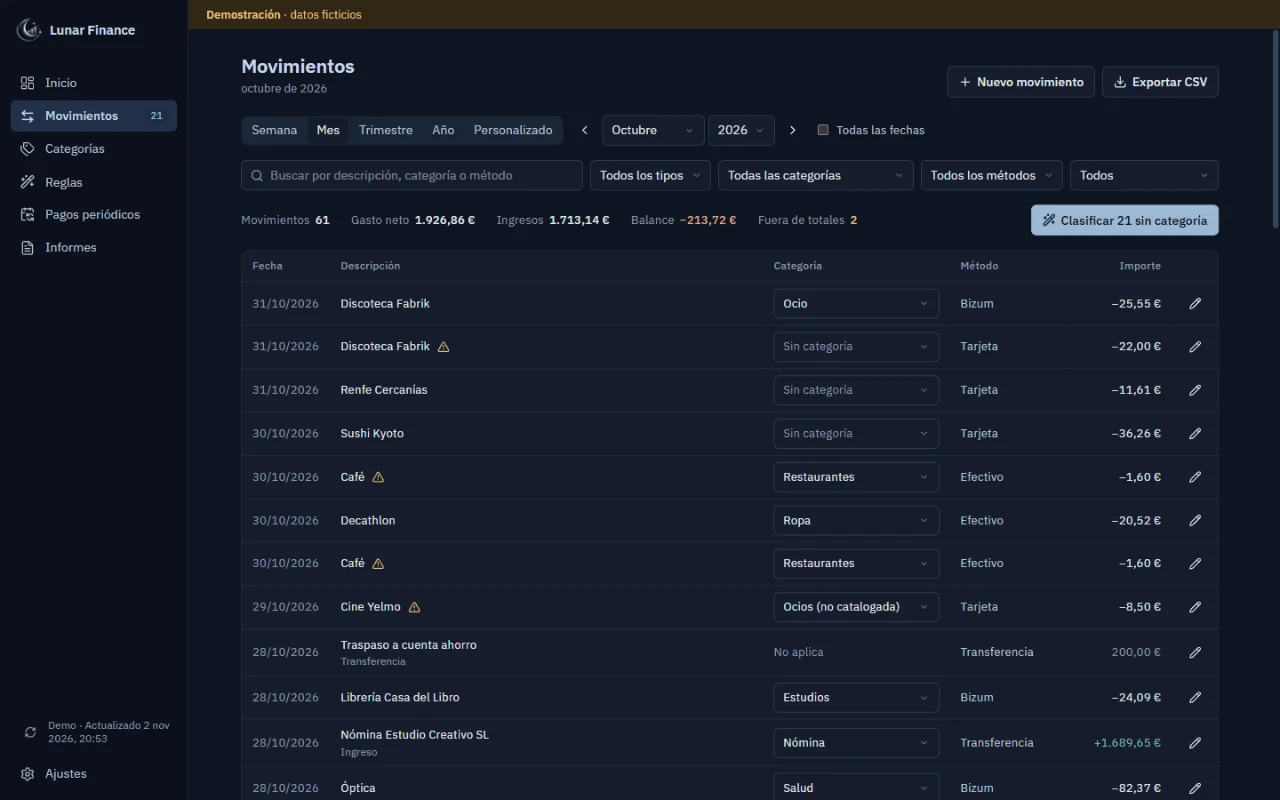 Lunar Finance
Demostración · datos ficticios
Inicio
Movimientos 21
Categorías
Reglas
Pagos periódicos
Informes
Demo · Actualizado 2 nov
2026, 20:53
Ajustes
Movimientos
octubre de 2026
Nuevo movimiento
Exportar CSV
Semana Mes Trimestre Año Personalizado Octubre 2026 Todas las fechas
Buscar por descripción, categoría o método Todos los tipos Todas las categorías Todos los métodos Todos
Movimientos 61 Gasto neto 1.926,86 € Ingresos 1.713,14 € Balance −213,72 € Fuera de totales 2 Clasificar 21 sin categoría
Fecha Descripción Categoría Método Importe
31/10/2026 Discoteca Fabrik Ocio Bizum −25,55 €
31/10/2026 Discoteca Fabrik Sin categoría Tarjeta −22,00 €
31/10/2026 Renfe Cercanías Sin categoría Tarjeta −11,61 €
30/10/2026 Sushi Kyoto Sin categoría Tarjeta −36,26 €
30/10/2026 Café Restaurantes Efectivo −1,60 €
30/10/2026 Decathlon Ropa Efectivo −20,52 €
30/10/2026 Café Restaurantes Efectivo −1,60 €
29/10/2026 Cine Yelmo Ocios (no catalogada) Tarjeta −8,50 €
28/10/2026 Traspaso a cuenta ahorro No aplica Transferencia 200,00 €
Transferencia
28/10/2026 Librería Casa del Libro Estudios Bizum −24,09 €
28/10/2026 Nómina Estudio Creativo SL Nómina Transferencia +1.689,65 €
Ingreso
28/10/2026 Óptica Salud Bizum −82,37 €